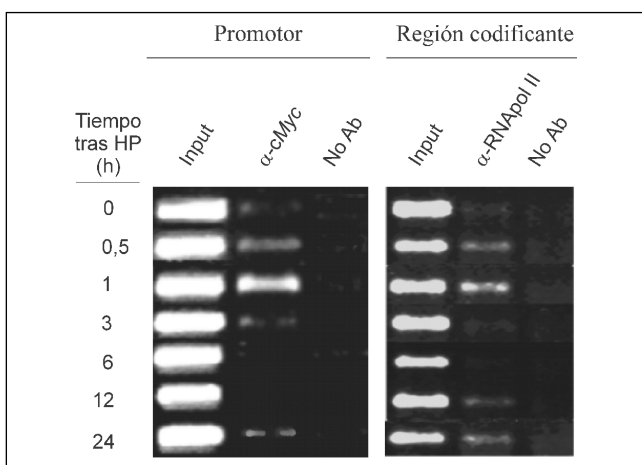 Promotor
Región codificante
Tiempo
tras HP
(h)
Input
α-cMyc
No Ab
Input
α-RNApol II
No Ab
0
0,5
1
3
6
12
24